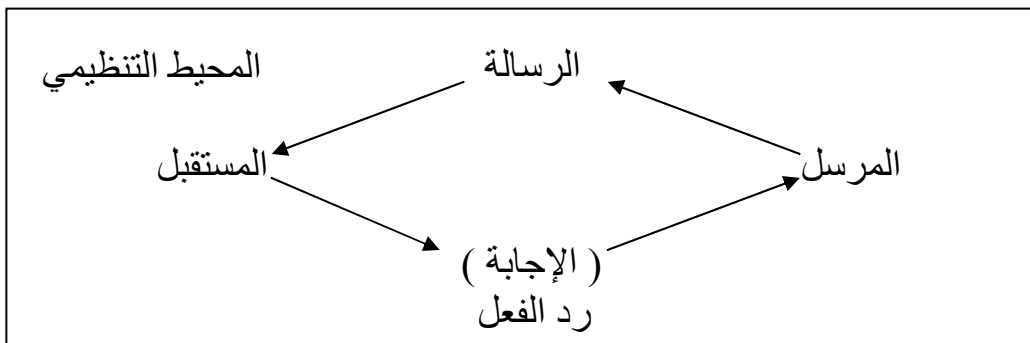 الرسالة
المحيط التنظيمي
المرسل
المستقبل
( الإجابة )
رد الفعل